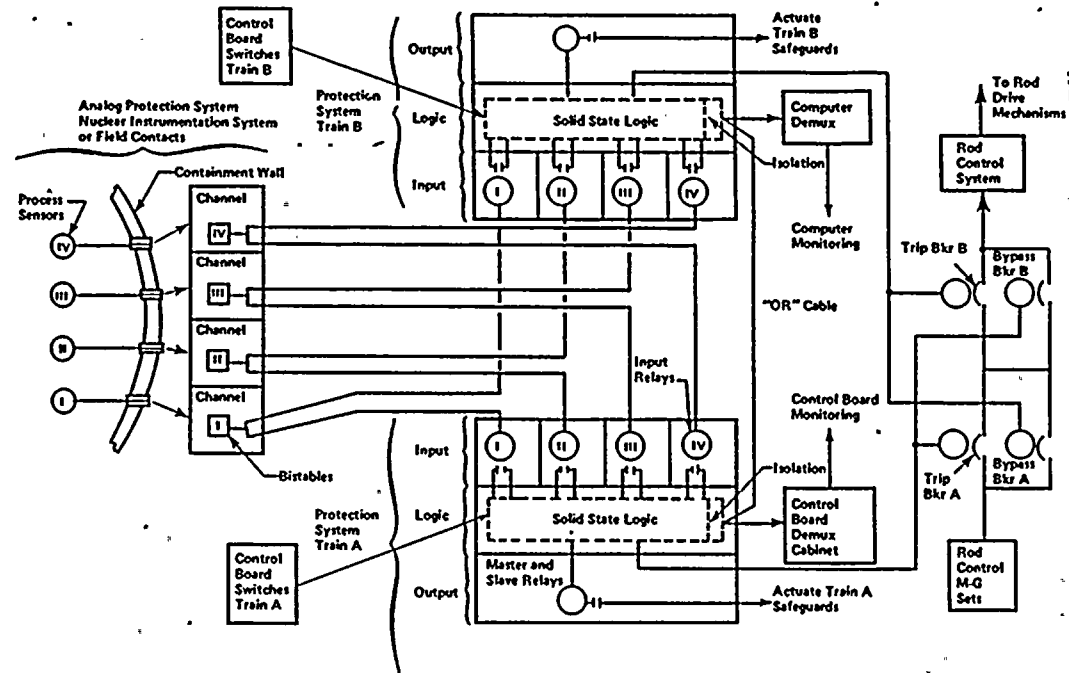 Control
Board
Switches
Train B
Output
Actuate
Train B
Safeguards
Protection
System
Train B
Logic
Solid State Logic
Computer
Demux
Isolation
Input
I
II
III
IV
Computer
Monitoring
To Rod
Drive
Mechanisms
Rod
Control
System
Analog Protection System
Nuclear Instrumentation System
or Field Contacts
Containment Wall
Process
Sensors
IV
III
II
I
Channel
IV
Channel
III
Channel
II
Channel
I
Bistables
Trip Bkr B
Bypass
Bkr B
"OR" Cable
Input
Relays
Control Board
Monitoring
Input
I
II
III
IV
Isolation
Trip
Bkr A
Bypass
Bkr A
Protection
System
Train A
Logic
Solid State Logic
Control
Board
Demux
Cabinet
Control
Board
Switches
Train A
Output
Master and
Slave Relays
Actuate Train A
Safeguards
Rod
Control
M-G
Sets